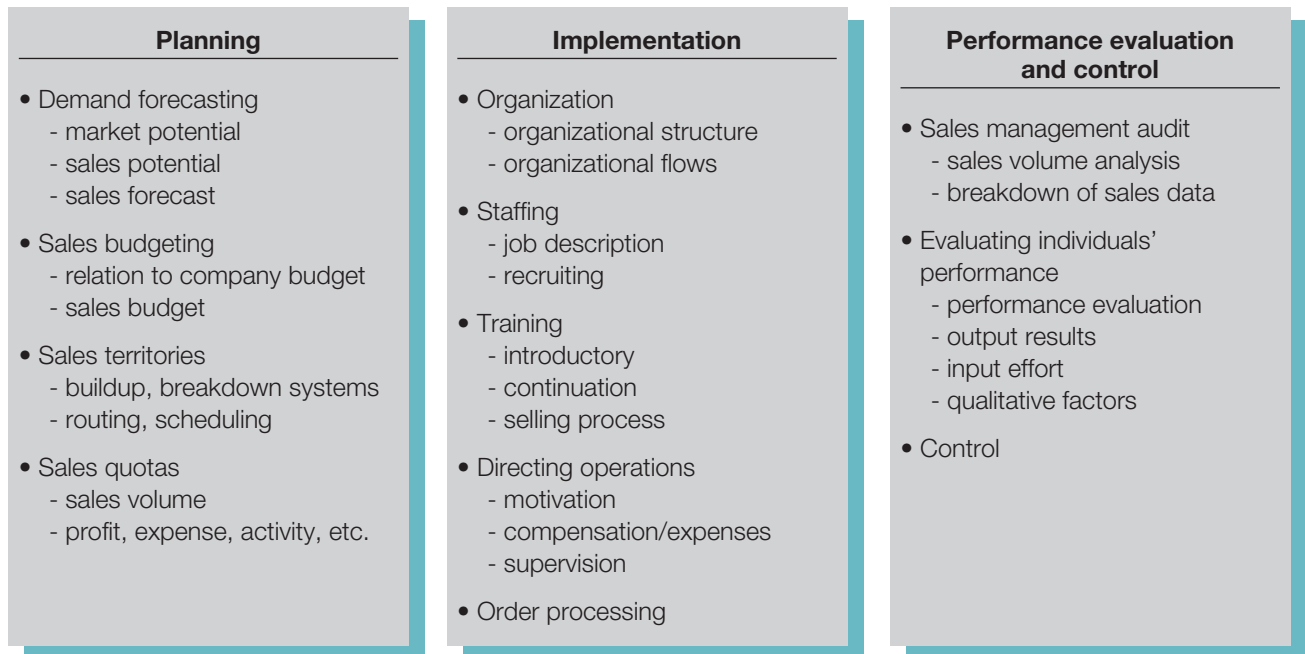 Planning
• Demand forecasting
- market potential
- sales potential
- sales forecast
• Sales budgeting
- relation to company budget
- sales budget
• Sales territories
- buildup, breakdown systems
- routing, scheduling
• Sales quotas
- sales volume
- profit, expense, activity, etc.
Implementation
• Organization
- organizational structure
- organizational flows
• Staffing
- job description
- recruiting
• Training
- introductory
- continuation
- selling process
• Directing operations
- motivation
- compensation/expenses
- supervision
• Order processing
Performance evaluation
and control
• Sales management audit
- sales volume analysis
- breakdown of sales data
• Evaluating individuals’
performance
- performance evaluation
- output results
- input effort
- qualitative factors
• Control